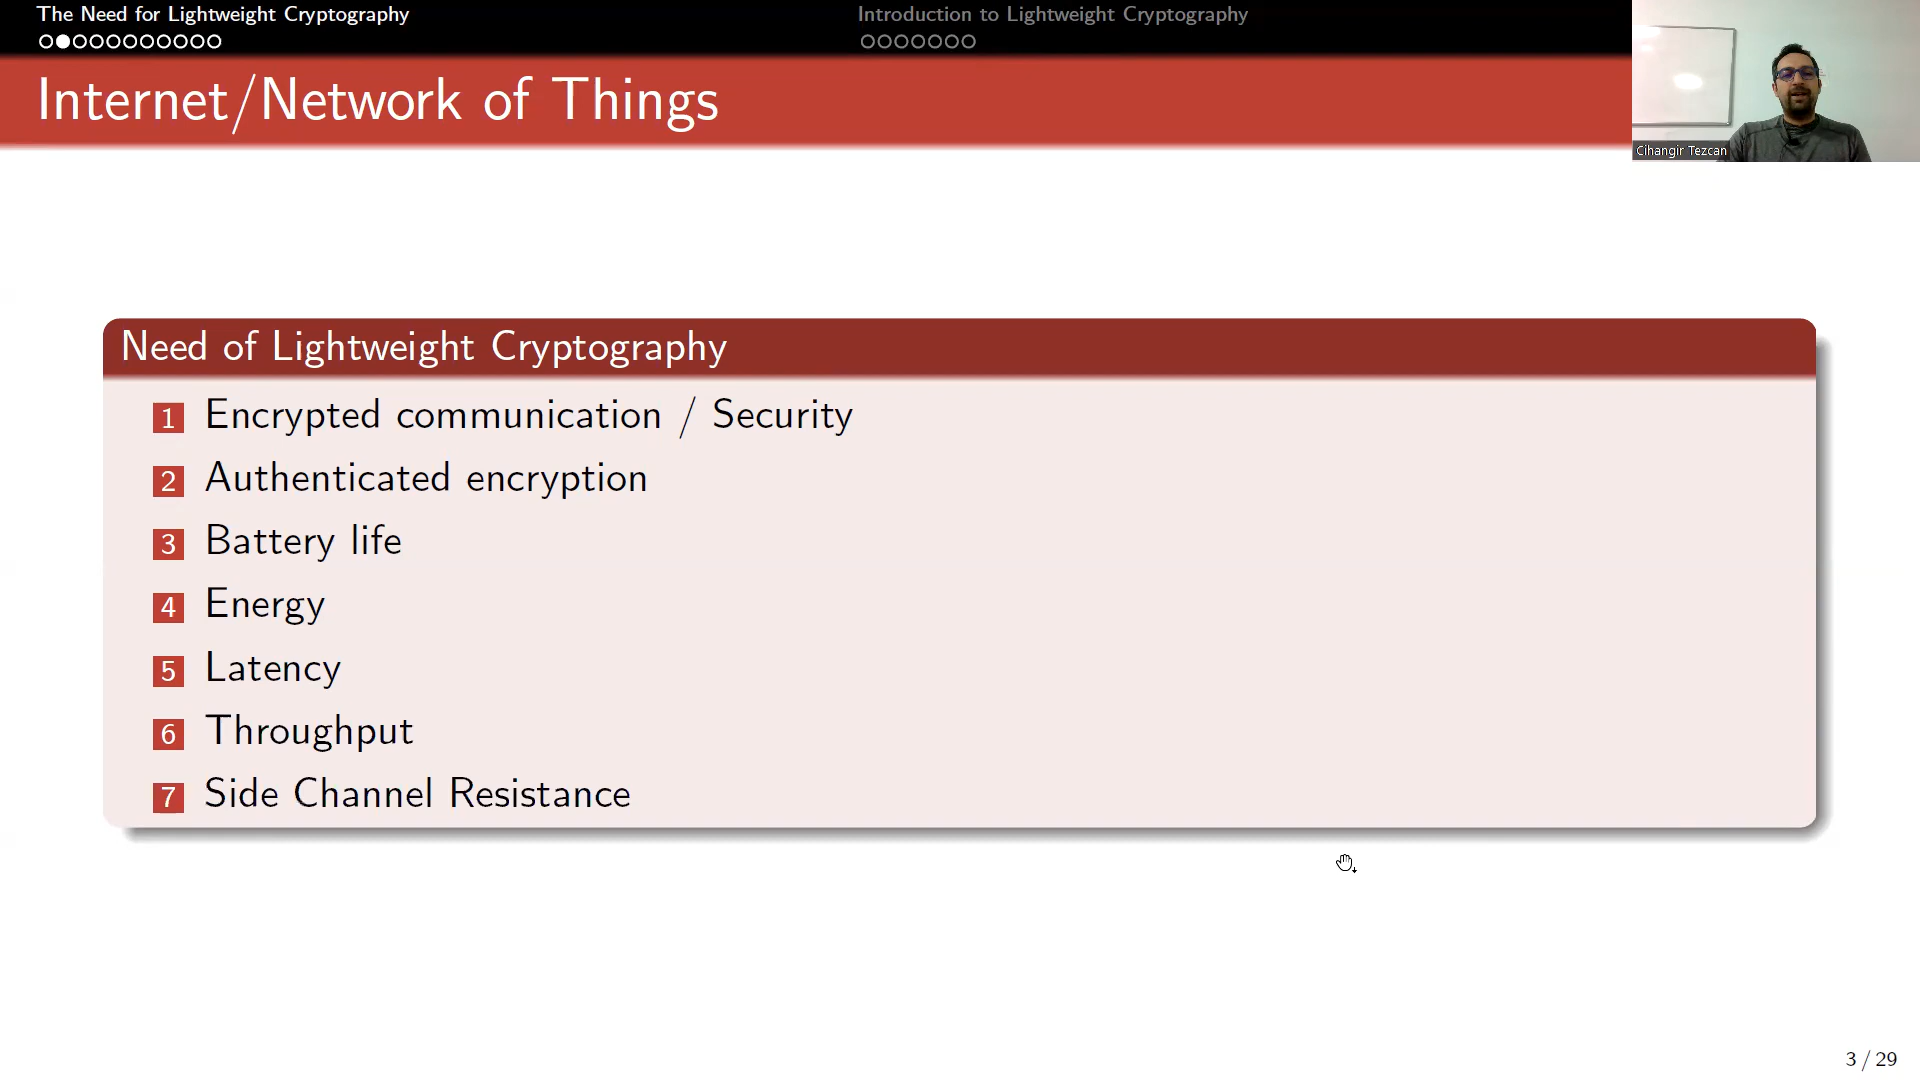 The Need for Lightweight Cryptography
Introduction to Lightweight Cryptography
Internet/Network of Things
Cihangir Tezcan
Need of Lightweight Cryptography
1 Encrypted communication / Security
2 Authenticated encryption
3 Battery life
4 Energy
5 Latency
6 Throughput
7 Side Channel Resistance
3 / 29